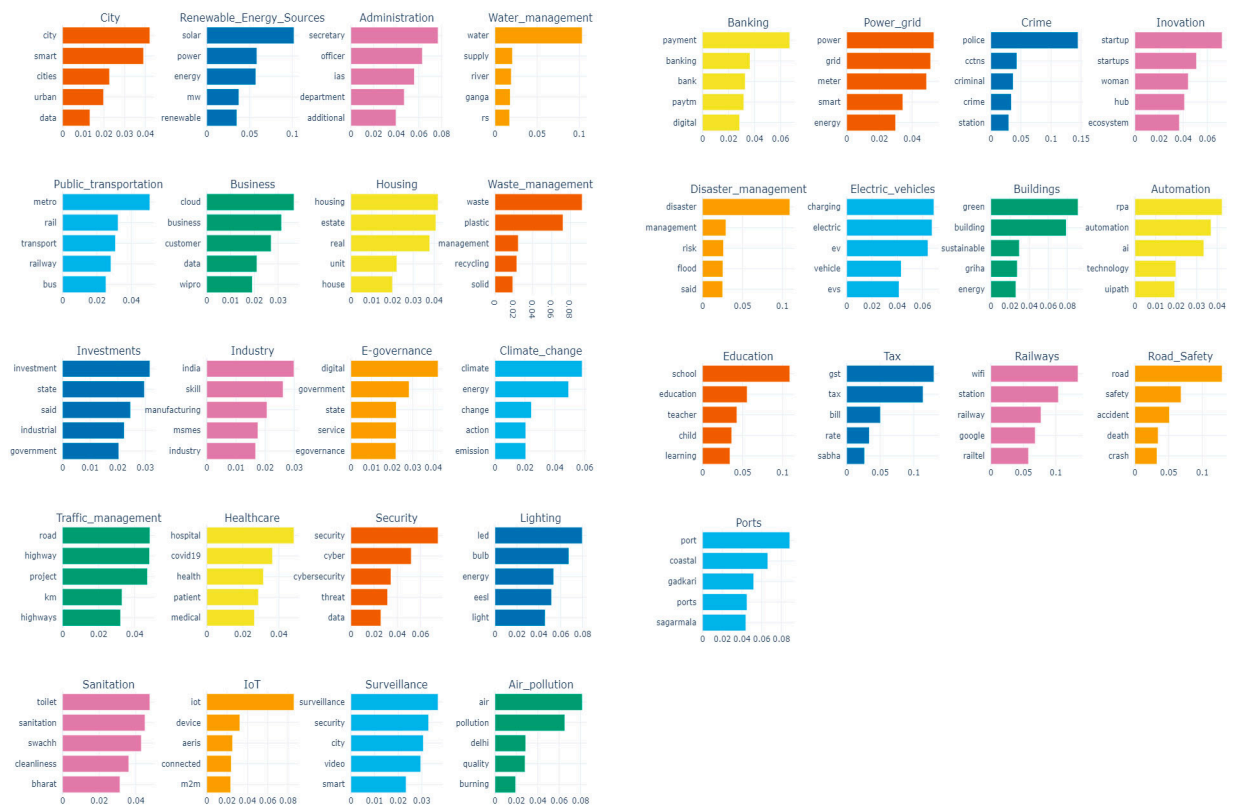 City
city
smart
cities
urban
data
0 0.01 0.02 0.03 0.04
Renewable_Energy_Sources
solar
power
energy
mw
renewable
0 0.05 0.1
Administration
secretary
officer
ias
department
additional
0 0.02 0.04 0.06 0.08
Water_management
water
supply
river
ganga
rs
0 0.05 0.1
Public_transportation
metro
rail
transport
railway
bus
0 0.02 0.04
Business
cloud
business
customer
data
wipro
0 0.01 0.02 0.03
Housing
housing
estate
real
unit
house
0 0.01 0.02 0.03 0.04
Waste_management
waste
plastic
management
recycling
solid
0 0.02 0.04 0.06 0.08
Investments
investment
state
said
industrial
government
0 0.01 0.02 0.03
Industry
india
skill
manufacturing
msmes
industry
0 0.01 0.02 0.03
E-governance
digital
government
state
service
egovernance
0 0.01 0.02 0.03 0.04
Climate_change
climate
energy
change
action
emission
0 0.02 0.04 0.06
Traffic_management
road
highway
project
km
highways
0 0.02 0.04
Healthcare
hospital
covid19
health
patient
medical
0 0.02 0.04
Security
security
cyber
cybersecurity
threat
data
0 0.02 0.04 0.06
Lighting
led
bulb
energy
eesl
light
0 0.02 0.04 0.06 0.08
Sanitation
toilet
sanitation
swachh
cleanliness
bharat
0 0.02 0.04
IoT
iot
device
aeris
connected
m2m
0 0.02 0.04 0.06 0.08
Surveillance
surveillance
security
city
video
smart
0 0.01 0.02 0.03
Air_pollution
air
pollution
delhi
quality
burning
0 0.02 0.04 0.06 0.08
Banking
payment
banking
bank
paytm
digital
0 0.02 0.04 0.06
Power_grid
power
grid
meter
smart
energy
0 0.02 0.04
Crime
police
cctns
criminal
crime
station
0 0.05 0.1 0.15
Inovation
startup
startups
woman
hub
ecosystem
0 0.02 0.04 0.06
Disaster_management
disaster
management
risk
flood
said
0 0.05 0.1
Electric_vehicles
charging
electric
ev
vehicle
evs
0 0.02 0.04 0.06
Buildings
green
building
sustainable
griha
energy
0 0.02 0.04 0.06 0.08
Automation
rpa
automation
ai
technology
uipath
0 0.01 0.02 0.03 0.04
Education
school
education
teacher
child
learning
0 0.05 0.1
Tax
gst
tax
bill
rate
sabha
0 0.05 0.1
Railways
wifi
station
railway
google
railtel
0 0.05 0.1
Road_Safety
road
safety
accident
death
crash
0 0.05 0.1
Ports
port
coastal
gadkari
ports
sagarmala
0 0.02 0.04 0.06 0.08